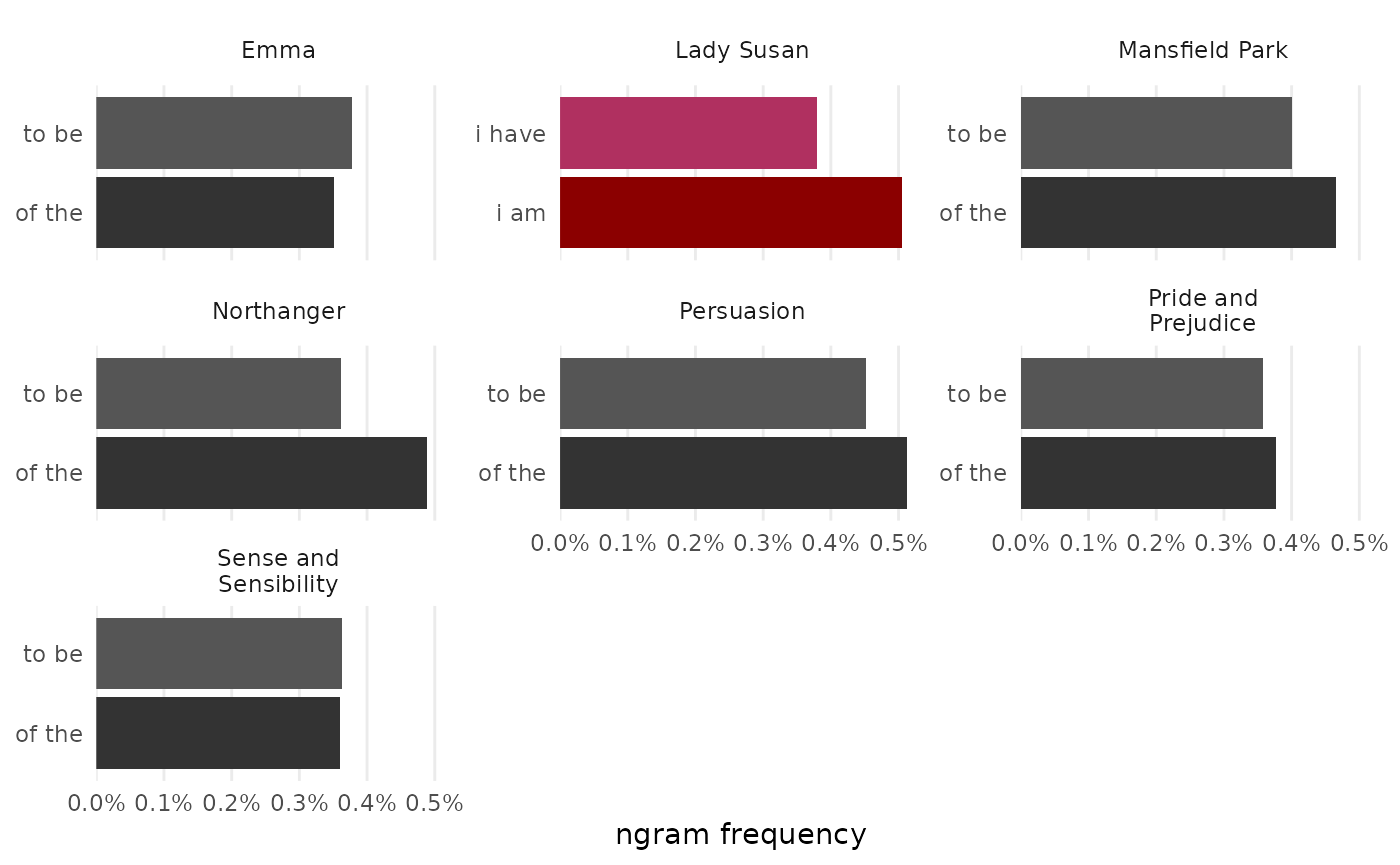 Emma
to be
of the
Lady Susan
i have
i am
Mansfield Park
to be
of the
Northanger
to be
of the
Persuasion
to be
of the
0.0% 0.1% 0.2% 0.3% 0.4% 0.5%
Pride and
Prejudice
to be
of the
0.0% 0.1% 0.2% 0.3% 0.4% 0.5%
Sense and
Sensibility
to be
of the
0.0% 0.1% 0.2% 0.3% 0.4% 0.5%
ngram frequency